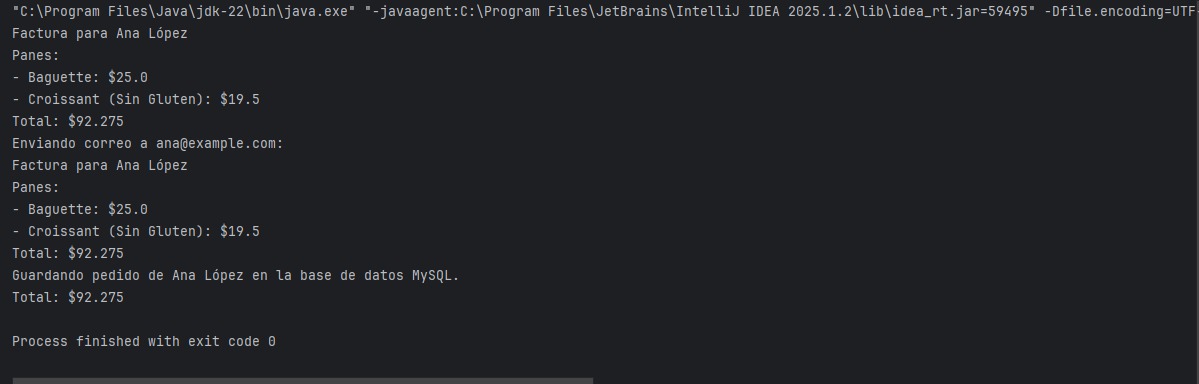 "C:\Program Files\Java\jdk-22\bin\java.exe" "-javaagent:C:\Program Files\JetBrains\IntelliJ IDEA 2025.1.2\lib\idea_rt.jar=59495" -Dfile.encoding=UTF-
Factura para Ana López
Panes:
- Baguette: $25.0
- Croissant (Sin Gluten): $19.5
Total: $92.275
Enviando correo a ana@example.com:
Factura para Ana López
Panes:
- Baguette: $25.0
- Croissant (Sin Gluten): $19.5
Total: $92.275
Guardando pedido de Ana López en la base de datos MySQL.
Total: $92.275
Process finished with exit code 0